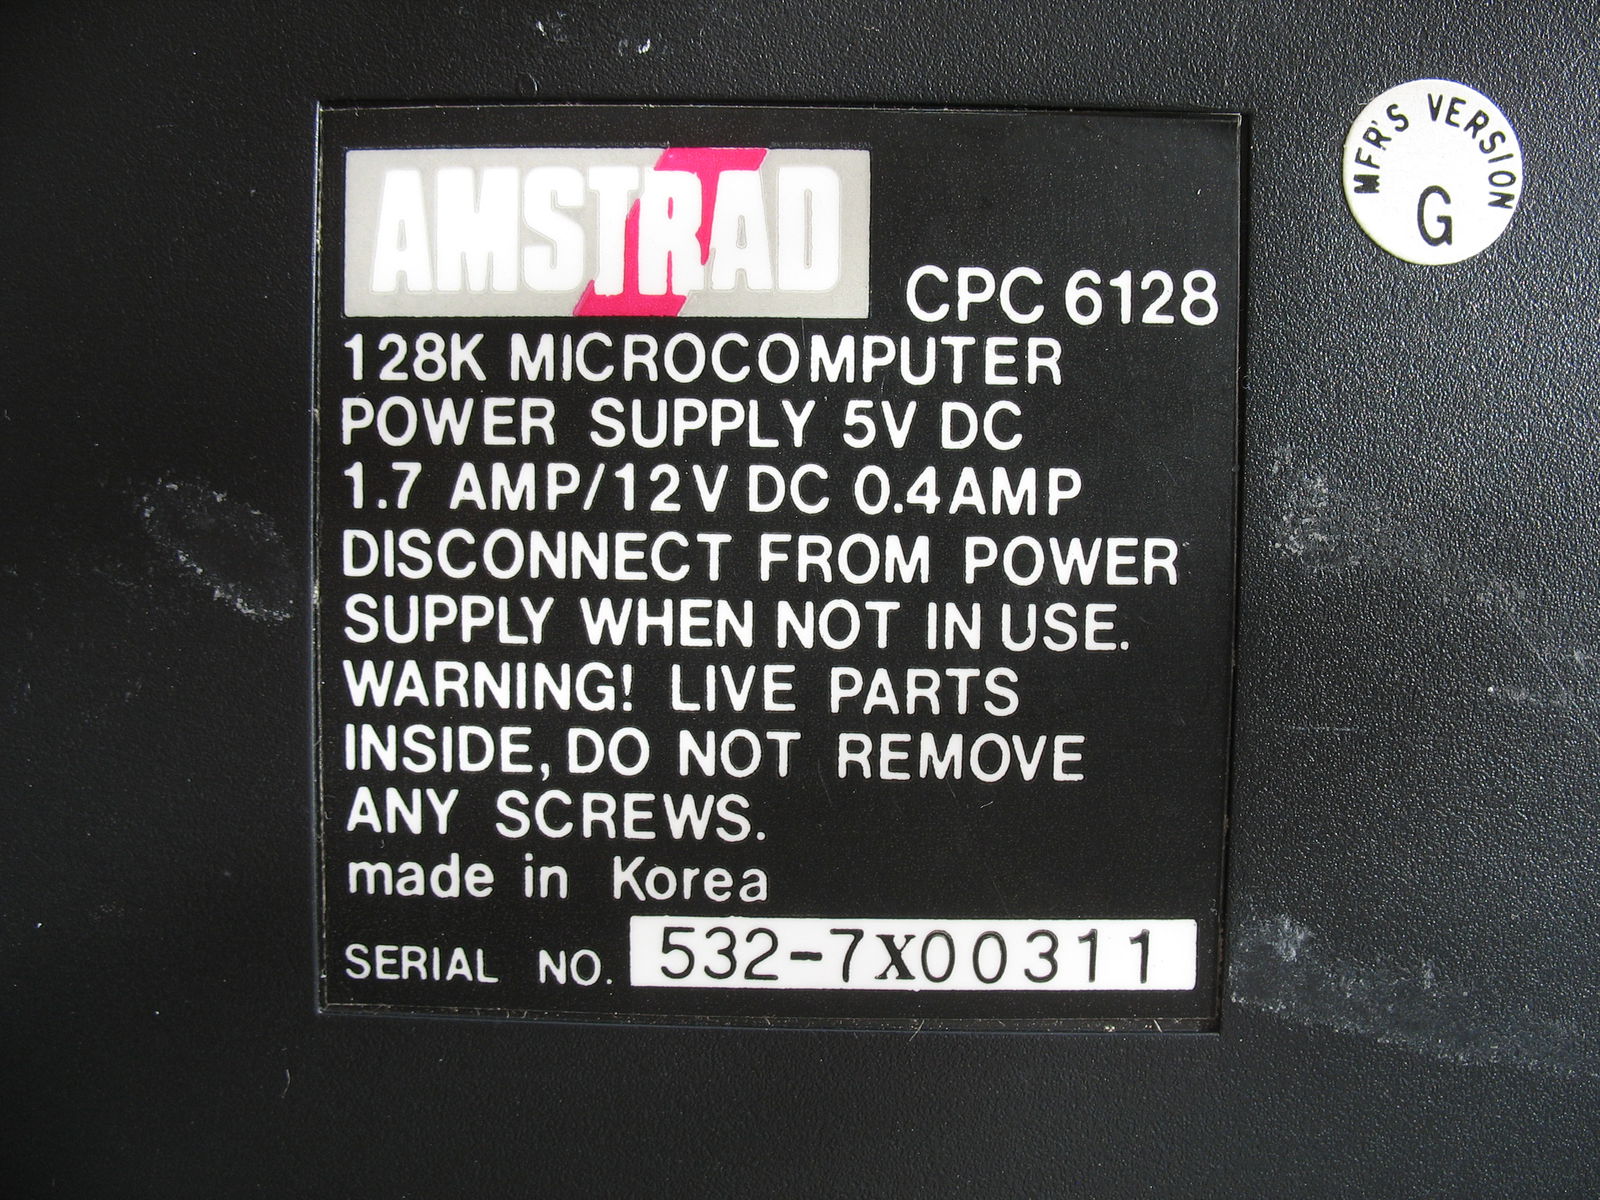 AMSTRAD
CPC 6128
128K MICROCOMPUTER
POWER SUPPLY 5V DC
1.7 AMP/12V DC 0.4AMP
DISCONNECT FROM POWER
SUPPLY WHEN NOT IN USE.
WARNING! LIVE PARTS
INSIDE, DO NOT REMOVE
ANY SCREWS.
made in Korea
SERIAL NO. 532-7X00311
MFR'S VERSION
G